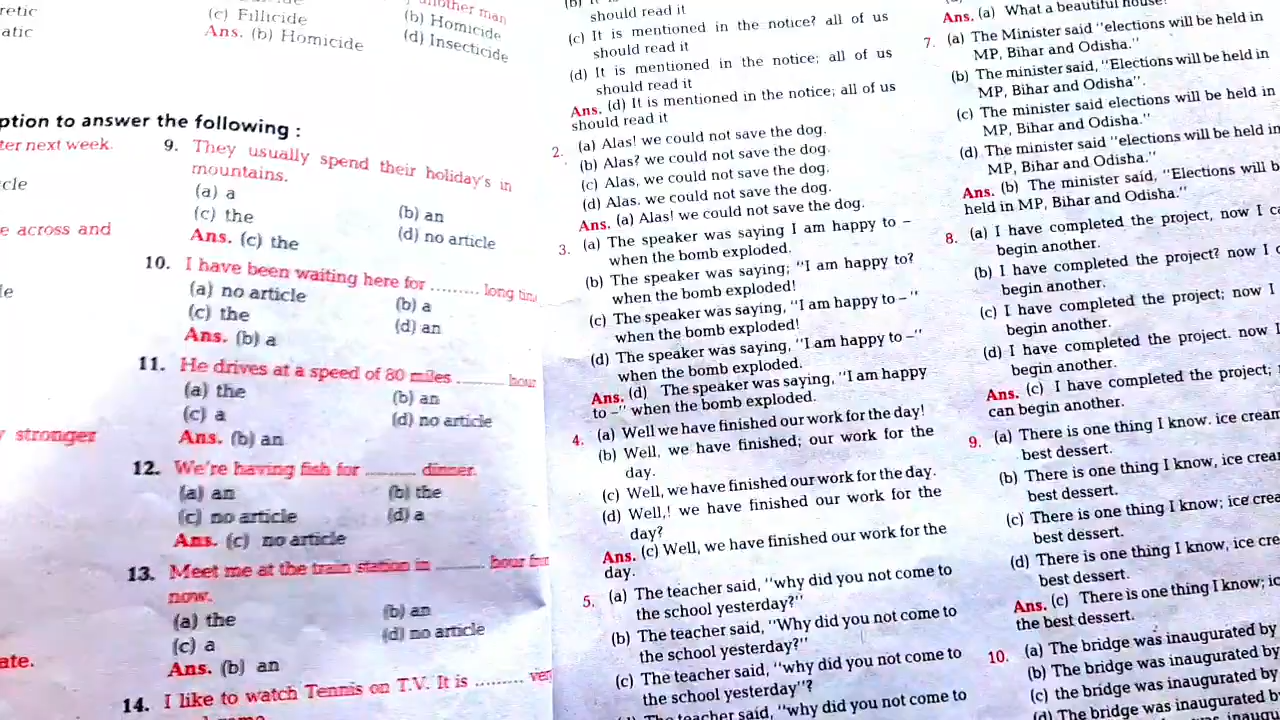 retic
atic
(c) Fillicide
Ans. (b) Homicide
another man
(b) Homicide
(d) Insecticide
ption to answer the following :
ter next week.
cle
e across and
le
y stronger
ate.
9. They usually spend their holiday's in
mountains.
(a) a
(b) an
(c) the
(d) no article
Ans. (c) the
10. I have been waiting here for ......... long time
(a) no article
(b) a
(c) the
(d) an
Ans. (b) a
11. He drives at a speed of 80 miles ......... hour
(a) the
(b) an
(c) a
(d) no article
Ans. (b) an
12. We're having fish for ......... dinner.
(a) an
(b) the
(c) no article
(d) a
Ans. (c) no article
13. Meet me at the train station in ......... hour
now.
(a) the
(b) an
(c) a
(d) no article
Ans. (b) an
14. I like to watch Tennis on T.V. It is .........
should read it
(c) It is mentioned in the notice? all of us
should read it
(d) It is mentioned in the notice; all of us
should read it
Ans. (d) It is mentioned in the notice; all of us
should read it
2. (a) Alas! we could not save the dog.
(b) Alas? we could not save the dog.
(c) Alas, we could not save the dog.
(d) Alas. we could not save the dog.
Ans. (a) Alas! we could not save the dog.
3. (a) The speaker was saying I am happy to –
when the bomb exploded.
(b) The speaker was saying; "I am happy to?
when the bomb exploded!
(c) The speaker was saying, "I am happy to – "
when the bomb exploded!
(d) The speaker was saying, "I am happy to –"
when the bomb exploded.
Ans. (d) The speaker was saying, "I am happy
to –" when the bomb exploded.
4. (a) Well we have finished our work for the day!
(b) Well, we have finished; our work for the
day.
(c) Well, we have finished our work for the day.
(d) Well,! we have finished our work for the
day?
Ans. (c) Well, we have finished our work for the
day.
5. (a) The teacher said, "why did you not come to
the school yesterday?"
(b) The teacher said, "Why did you not come to
the school yesterday?"
(c) The teacher said, "why did you not come to
the school yesterday"?
The teacher said, "why did you not come to
Ans. (a) What a beautiful house!
7. (a) The Minister said "elections will be held in
MP, Bihar and Odisha."
(b) The minister said, "Elections will be held in
MP, Bihar and Odisha".
(c) The minister said elections will be held in
MP, Bihar and Odisha."
(d) The minister said "elections will be held in
MP, Bihar and Odisha."
Ans. (b) The minister said, "Elections will b
held in MP, Bihar and Odisha."
8. (a) I have completed the project, now I ca
begin another.
(b) I have completed the project? now I c
begin another.
(c) I have completed the project; now I
begin another.
(d) I have completed the project. now I
begin another.
Ans. (c) I have completed the project;
can begin another.
9. (a) There is one thing I know. ice cream
best dessert.
(b) There is one thing I know, ice crea
best dessert.
(c) There is one thing I know; ice crea
best dessert.
(d) There is one thing I know, ice cre
best dessert.
Ans. (c) There is one thing I know; ic
the best dessert.
10. (a) The bridge was inaugurated by
(b) The bridge was inaugurated by
(c) the bridge was inaugurated by
(d) The bridge was inaugurated b